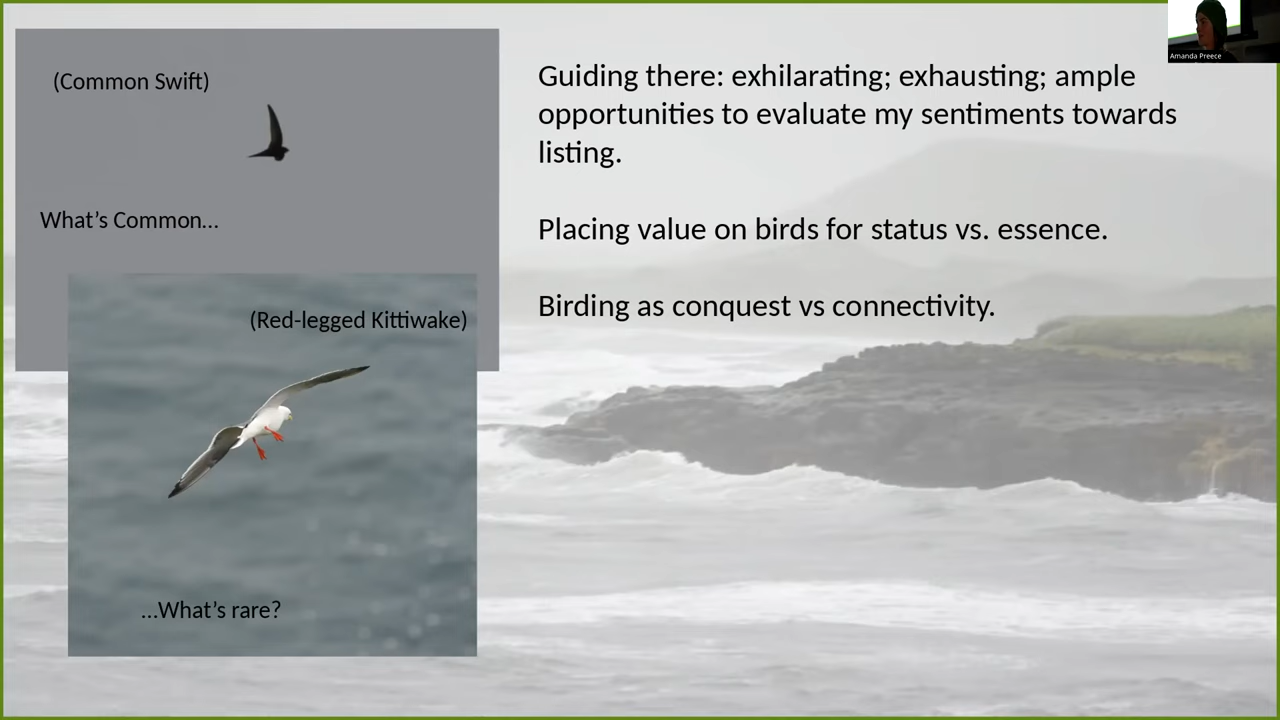 (Common Swift)
What's Common...
(Red-legged Kittiwake)
...What's rare?
Guiding there: exhilarating; exhausting; ample
opportunities to evaluate my sentiments towards
listing.
Placing value on birds for status vs. essence.
Birding as conquest vs connectivity.
Amanda Preece